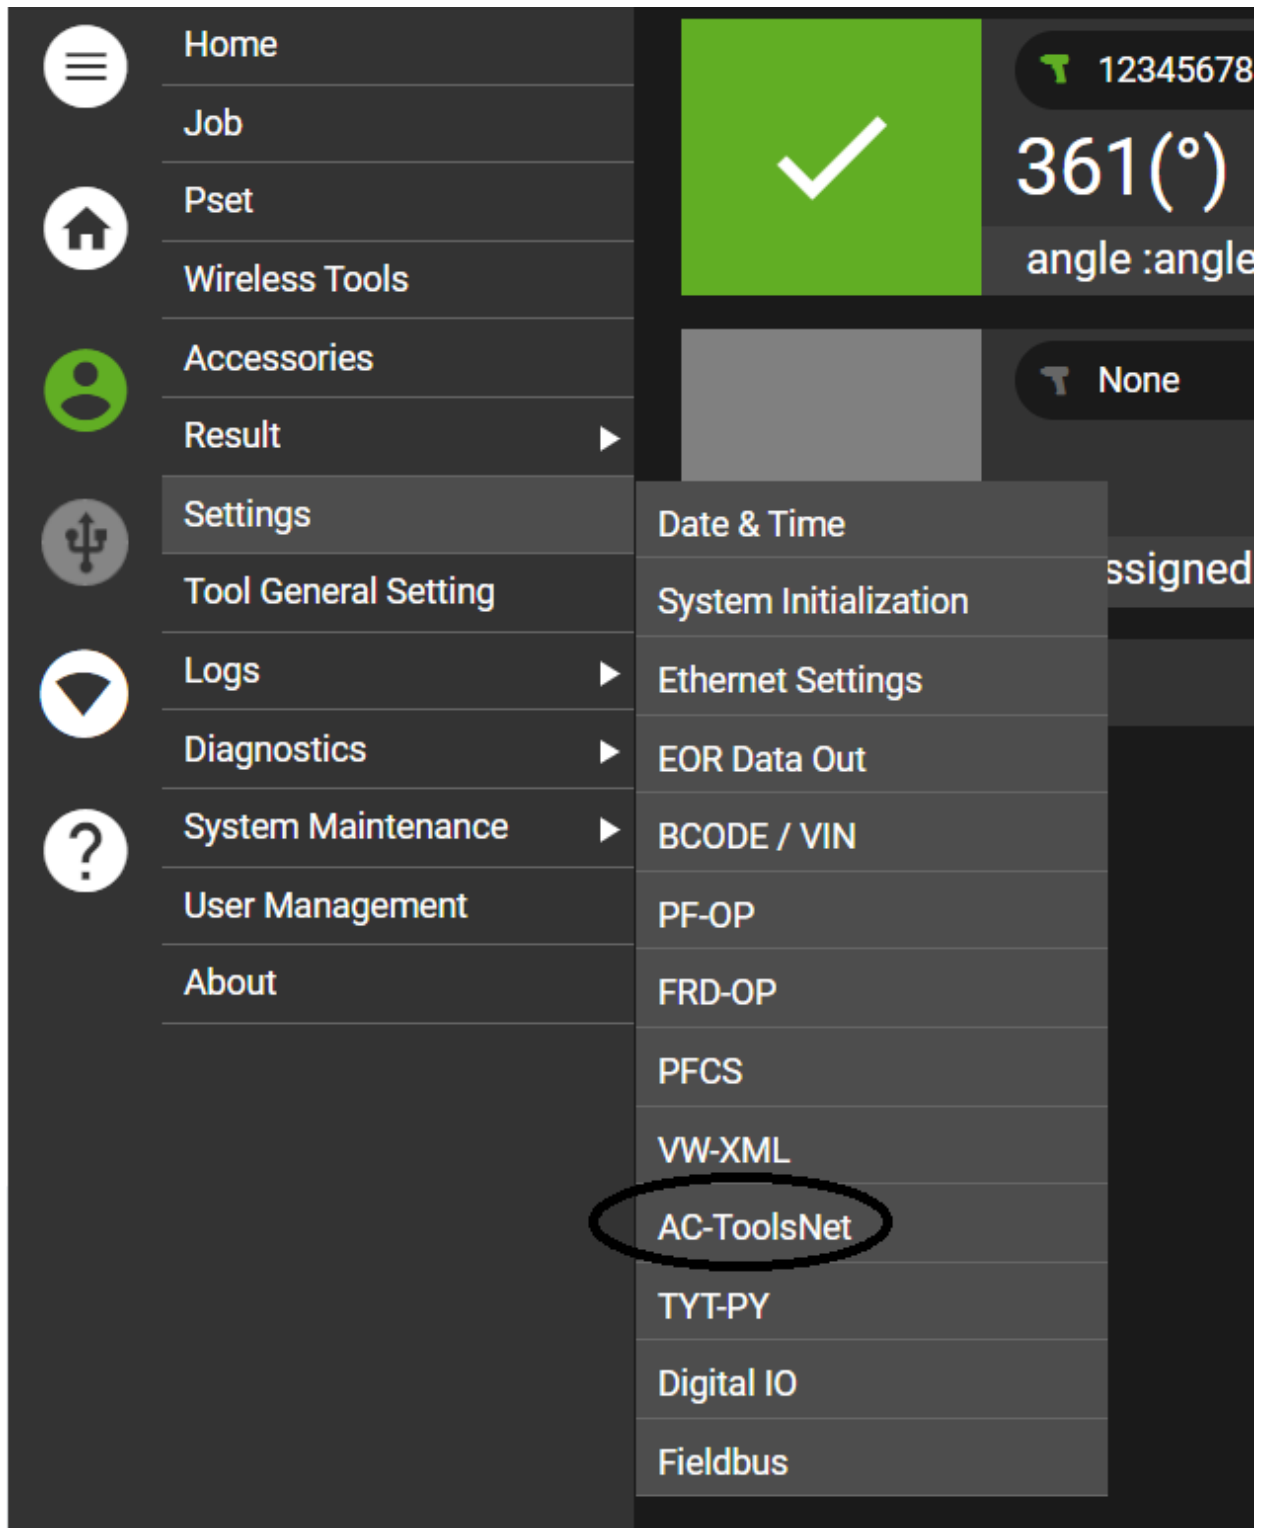 Home
Job
Pset
Wireless Tools
Accessories
Result
Settings
Tool General Setting
Logs
Diagnostics
System Maintenance
User Management
About
Date & Time
System Initialization
Ethernet Settings
EOR Data Out
BCODE / VIN
PF-OP
FRD-OP
PFCS
VW-XML
AC-ToolsNet
TYT-PY
Digital IO
Fieldbus
12345678
361(°)
angle :angle
None
ssigned
?